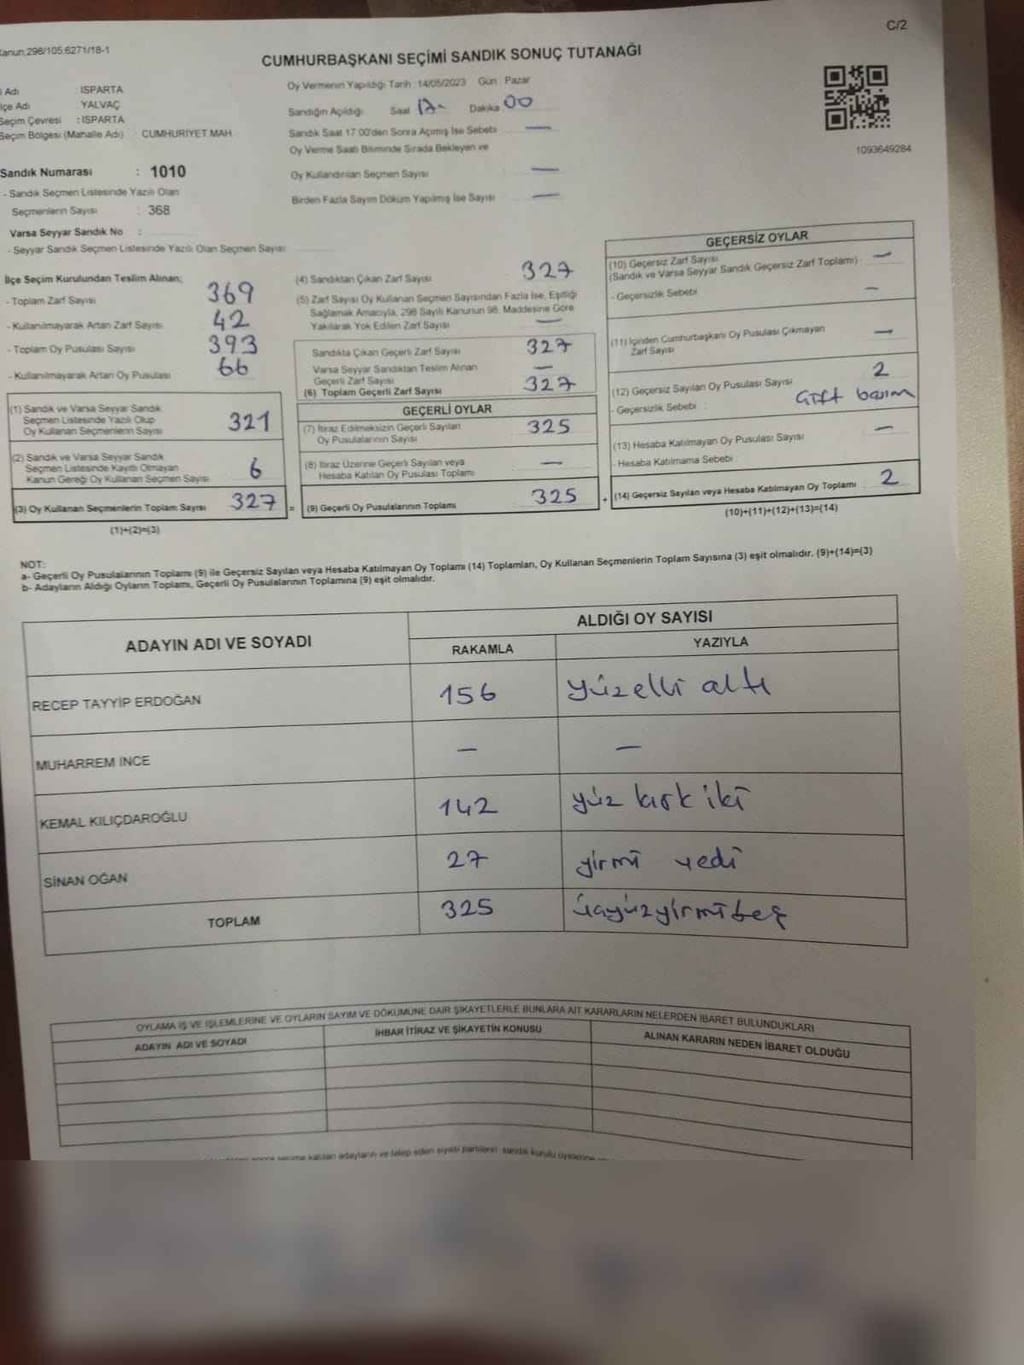 C/2
Kanun:298/105;6271/18-1
CUMHURBAŞKANI SEÇİMİ SANDIK SONUÇ TUTANAĞI
Adı : ISPARTA
İlçe Adı : YALVAÇ
Seçim Çevresi : ISPARTA
Seçim Bölgesi (Mahalle Adı) : CUMHURİYET MAH
Oy Vermenin Yapıldığı Tarih : 14/05/2023 Gün : Pazar
Sandığın Açıldığı Saat 17- Dakika 00
Sandık Saat 17:00'den Sonra Açılmış İse Sebebi —
Oy Verme Saati Bitiminde Sırada Bekleyen ve
Oy Kullandırılan Seçmen Sayısı —
Birden Fazla Sayım Döküm Yapılmış İse Sayısı —
1093649284
Sandık Numarası : 1010
- Sandık Seçmen Listesinde Yazılı Olan
Seçmenlerin Sayısı : 368
Varsa Seyyar Sandık No :
- Seyyar Sandık Seçmen Listesinde Yazılı Olan Seçmen Sayısı
İlçe Seçim Kurulundan Teslim Alınan;
- Toplam Zarf Sayısı 369
- Kullanılmayarak Artan Zarf Sayısı 42
- Toplam Oy Pusulası Sayısı 393
- Kullanılmayarak Artan Oy Pusulası 66
(1) Sandık ve Varsa Seyyar Sandık
Seçmen Listesinde Yazılı Olup
Oy Kullanan Seçmenlerin Sayısı 321
(2) Sandık ve Varsa Seyyar Sandık
Seçmen Listesinde Kayıtlı Olmayan
Kanun Gereği Oy Kullanan Seçmen Sayısı 6
(3) Oy Kullanan Seçmenlerin Toplam Sayısı 327 =
(1)+(2)=(3)
(4) Sandıktan Çıkan Zarf Sayısı 327
(5) Zarf Sayısı Oy Kullanan Seçmen Sayısından Fazla İse, Eşitliği
Sağlamak Amacıyla, 298 Sayılı Kanunun 98. Maddesine Göre
Yakılarak Yok Edilen Zarf Sayısı —
Sandıkta Çıkan Geçerli Zarf Sayısı 327
Varsa Seyyar Sandıktan Teslim Alınan
Geçerli Zarf Sayısı —
(6) Toplam Geçerli Zarf Sayısı 327
GEÇERLİ OYLAR
(7) İtiraz Edilmeksizin Geçerli Sayılan
Oy Pusulalarının Sayısı 325
(8) İtiraz Üzerine Geçerli Sayılan veya
Hesaba Katılan Oy Pusulası Toplamı —
(9) Geçerli Oy Pusulalarının Toplamı 325 +
GEÇERSİZ OYLAR
(10) Geçersiz Zarf Sayısı
(Sandık ve Varsa Seyyar Sandık Geçersiz Zarf Toplamı) —
- Geçersizlik Sebebi : —
(11) İçinden Cumhurbaşkanı Oy Pusulası Çıkmayan
Zarf Sayısı —
(12) Geçersiz Sayılan Oy Pusulası Sayısı 2
- Geçersizlik Sebebi : Çift basım
(13) Hesaba Katılmayan Oy Pusulası Sayısı —
- Hesaba Katılmama Sebebi :
(14) Geçersiz Sayılan veya Hesaba Katılmayan Oy Toplamı 2
(10)+(11)+(12)+(13)=(14)
NOT:
a- Geçerli Oy Pusulalarının Toplamı (9) ile Geçersiz Sayılan veya Hesaba Katılmayan Oy Toplamı (14) Toplamları, Oy Kullanan Seçmenlerin Toplam Sayısına (3) eşit olmalıdır. (9)+(14)=(3)
b- Adayların Aldığı Oyların Toplamı, Geçerli Oy Pusulalarının Toplamına (9) eşit olmalıdır.
ADAYIN ADI VE SOYADI ALDIĞI OY SAYISI
RAKAMLA YAZIYLA
RECEP TAYYİP ERDOĞAN 156 yüzelli altı
MUHARREM İNCE — —
KEMAL KILIÇDAROĞLU 142 yüz kırk iki
SİNAN OĞAN 27 yirmi yedi
TOPLAM 325 üçyüzyirmibeş
OYLAMA İŞ VE İŞLEMLERİNE VE OYLARIN SAYIM VE DÖKÜMÜNE DAİR ŞİKAYETLERLE BUNLARA AİT KARARLARIN NELERDEN İBARET BULUNDUKLARI
ADAYIN ADI VE SOYADI İHBAR İTİRAZ VE ŞİKAYETİN KONUSU ALINAN KARARIN NEDEN İBARET OLDUĞU
seçime katılan adayların ve talep eden siyasi partilerin sandık kurulu üyelerine